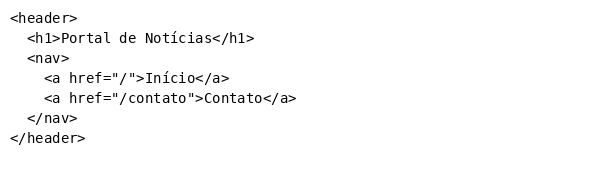 <header>
  <h1>Portal de Notícias</h1>
  <nav>
    <a href="/">Início</a>
    <a href="/contato">Contato</a>
  </nav>
</header>